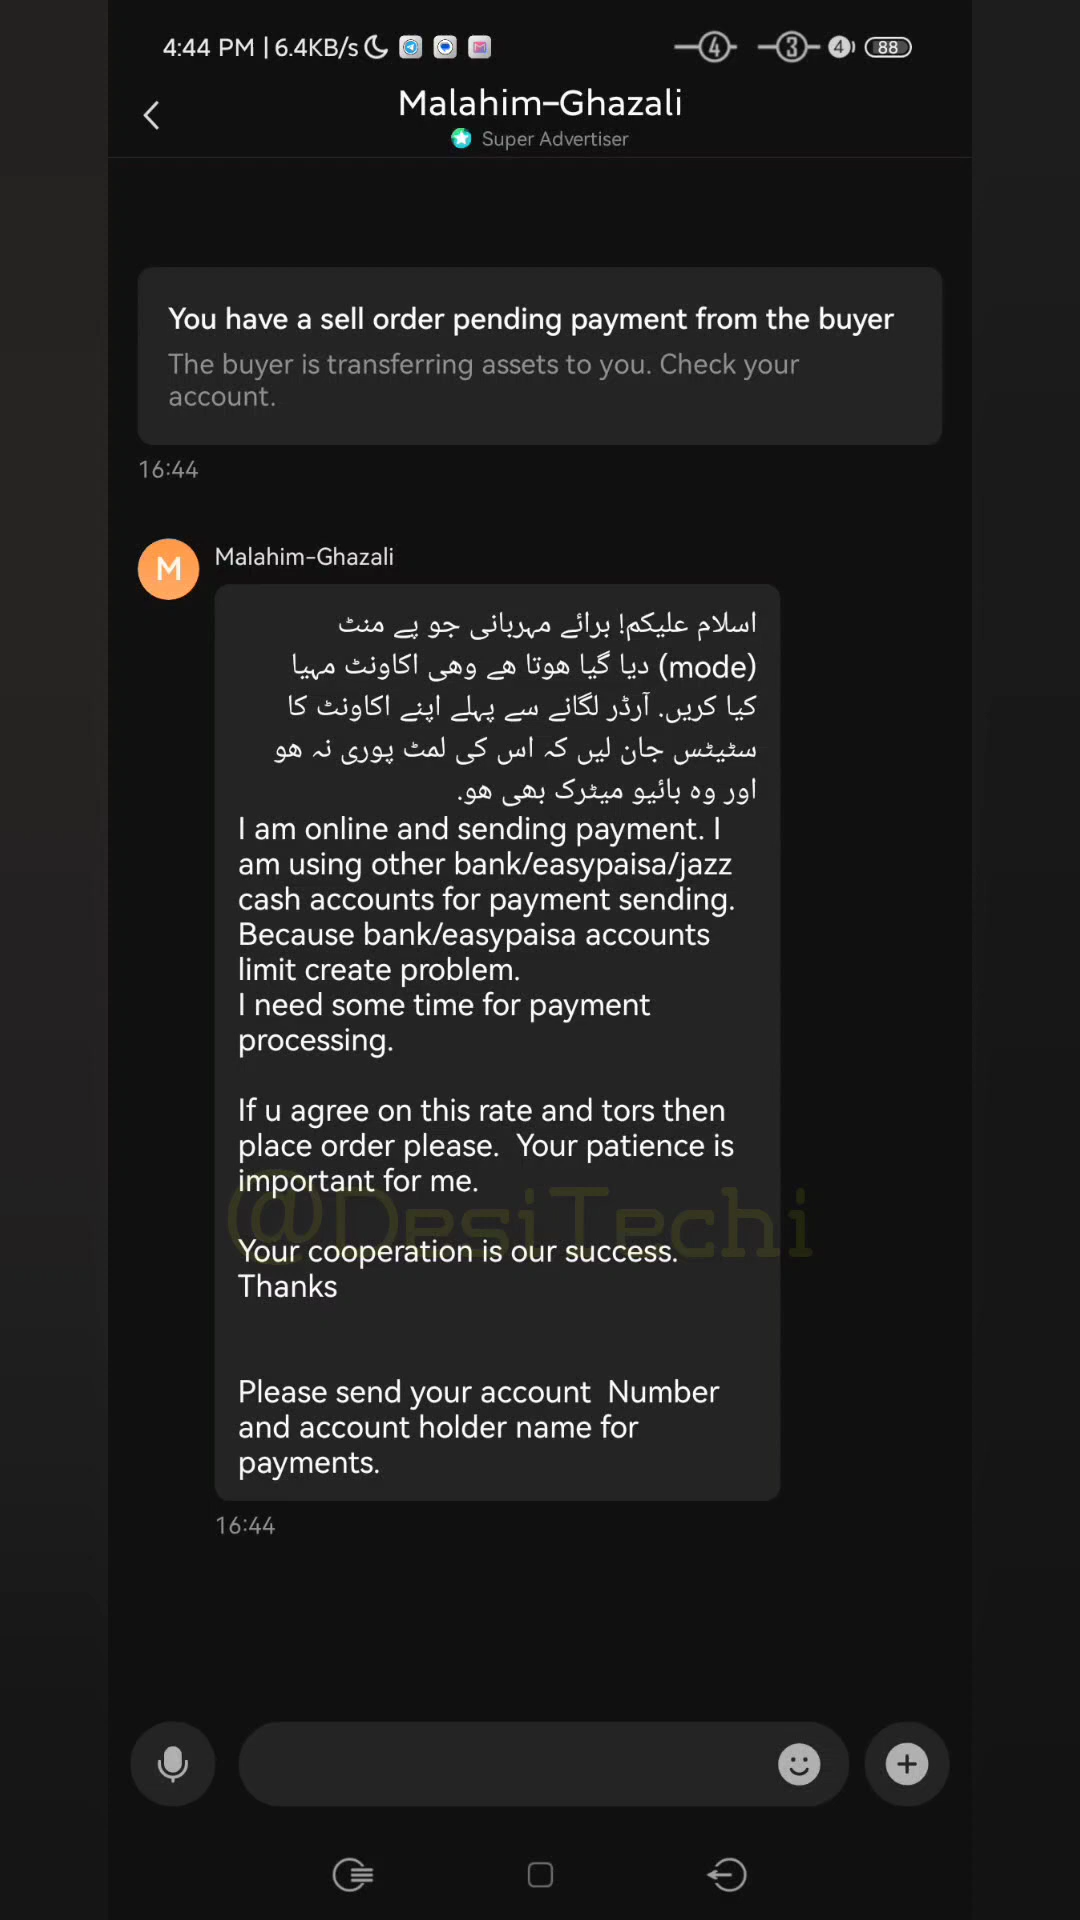 4:44 PM | 6.4KB/s
4
3
4
88
Malahim-Ghazali
Super Advertiser
You have a sell order pending payment from the buyer
The buyer is transferring assets to you. Check your
account.
16:44
M
Malahim-Ghazali
اسلام علیکم! برائے مہربانی جو پے منٹ
(mode) دیا گیا ھوتا ھے وھی اکاونٹ مہیا
کیا کریں. آرڈر لگانے سے پہلے اپنے اکاونٹ کا
سٹیٹس جان لیں کہ اس کی لمٹ پوری نہ ھو
اور وہ بائیو میٹرک بھی ھو.
I am online and sending payment. I
am using other bank/easypaisa/jazz
cash accounts for payment sending.
Because bank/easypaisa accounts
limit create problem.
I need some time for payment
processing.
If u agree on this rate and tors then
place order please.  Your patience is
important for me.
@DesiTechi
Your cooperation is our success.
Thanks
Please send your account  Number
and account holder name for
payments.
16:44